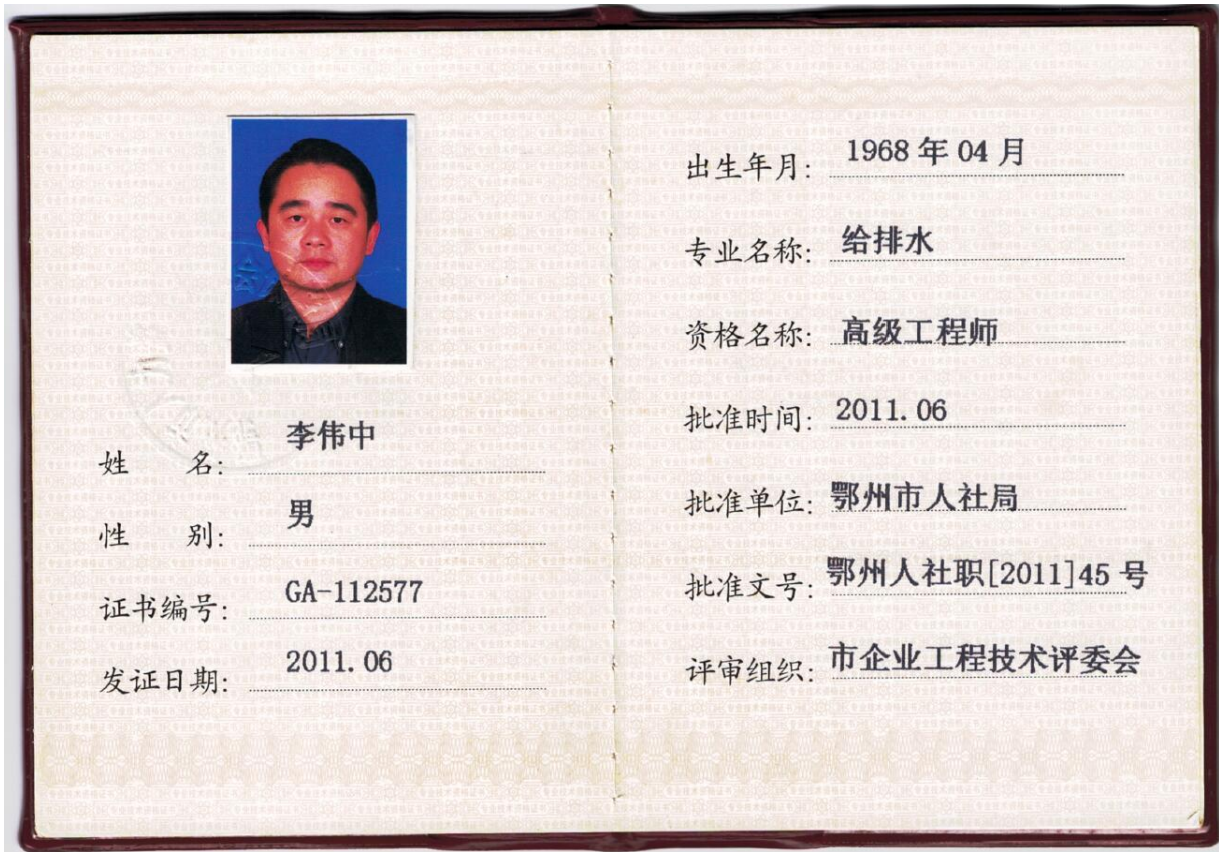 姓 名: 李伟中
性 别: 男
证书编号: GA-112577
发证日期: 2011.06
出生年月: 1968年04月
专业名称: 给排水
资格名称: 高级工程师
批准时间: 2011.06
批准单位: 鄂州市人社局
批准文号: 鄂州人社职[2011]45号
评审组织: 市企业工程技术评委会